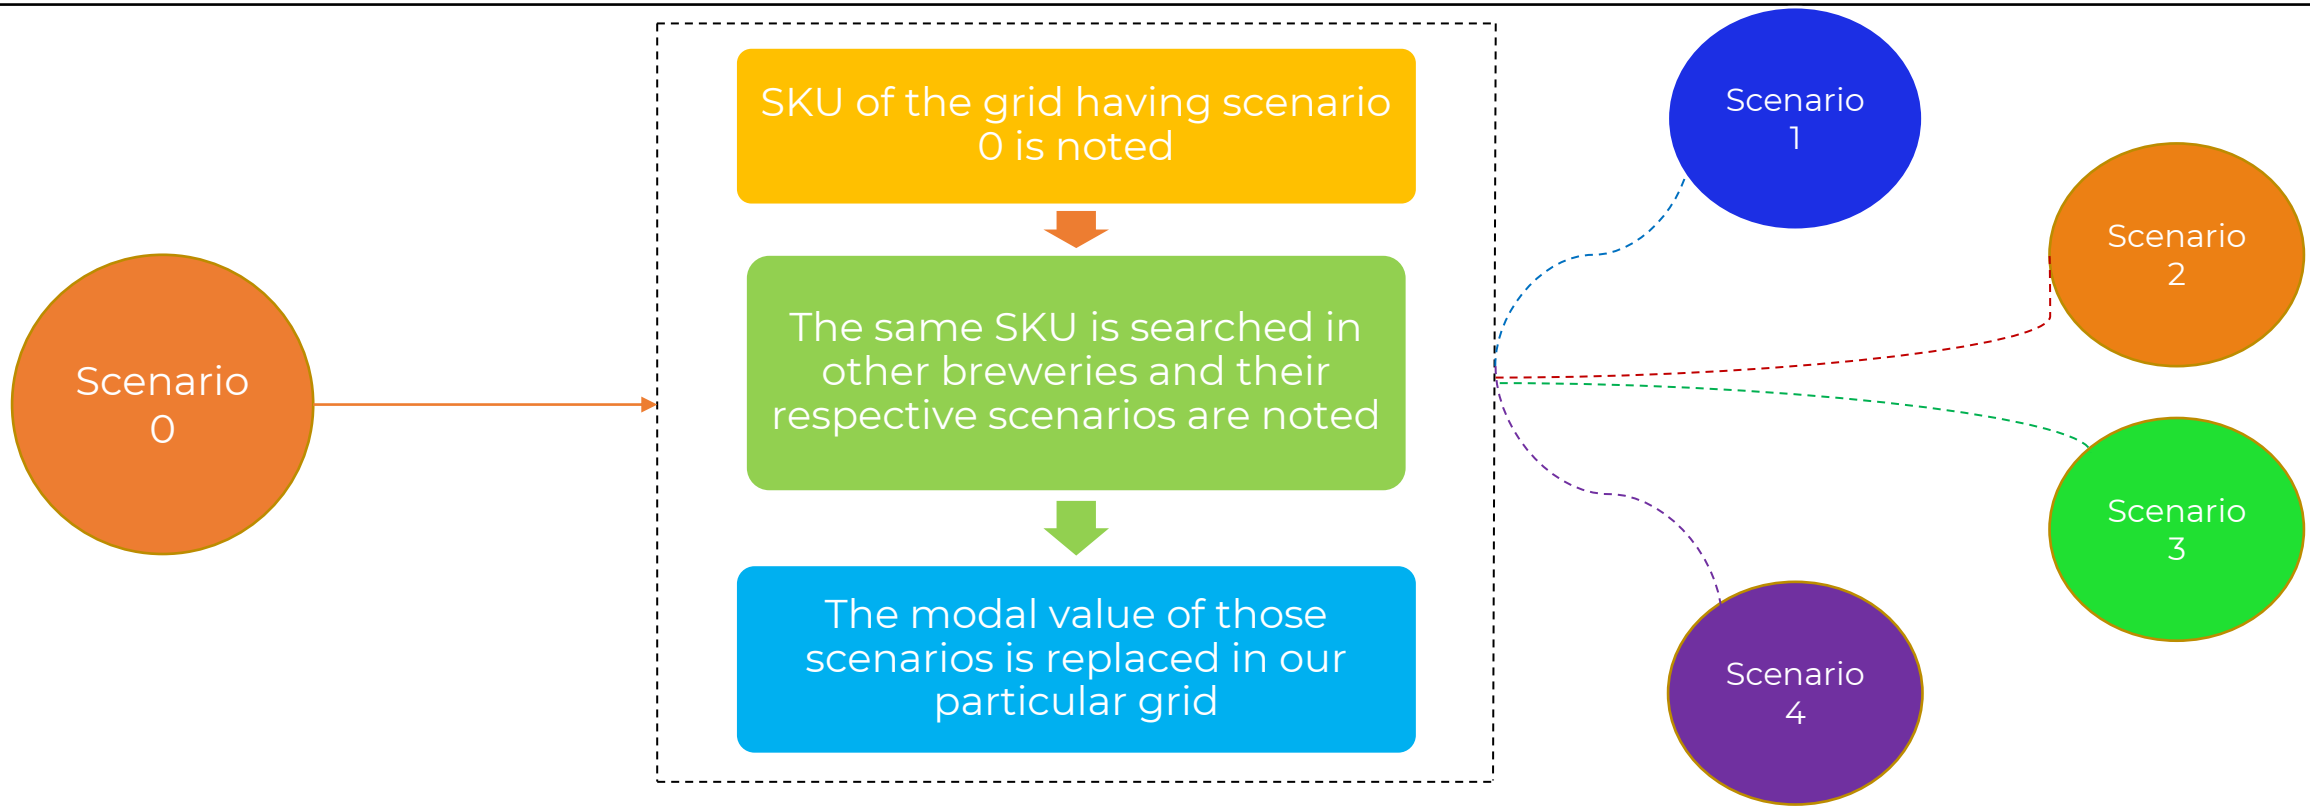 Scenario
0
SKU of the grid having scenario
0 is noted
The same SKU is searched in
other breweries and their
respective scenarios are noted
The modal value of those
scenarios is replaced in our
particular grid
Scenario
1
Scenario
2
Scenario
3
Scenario
4